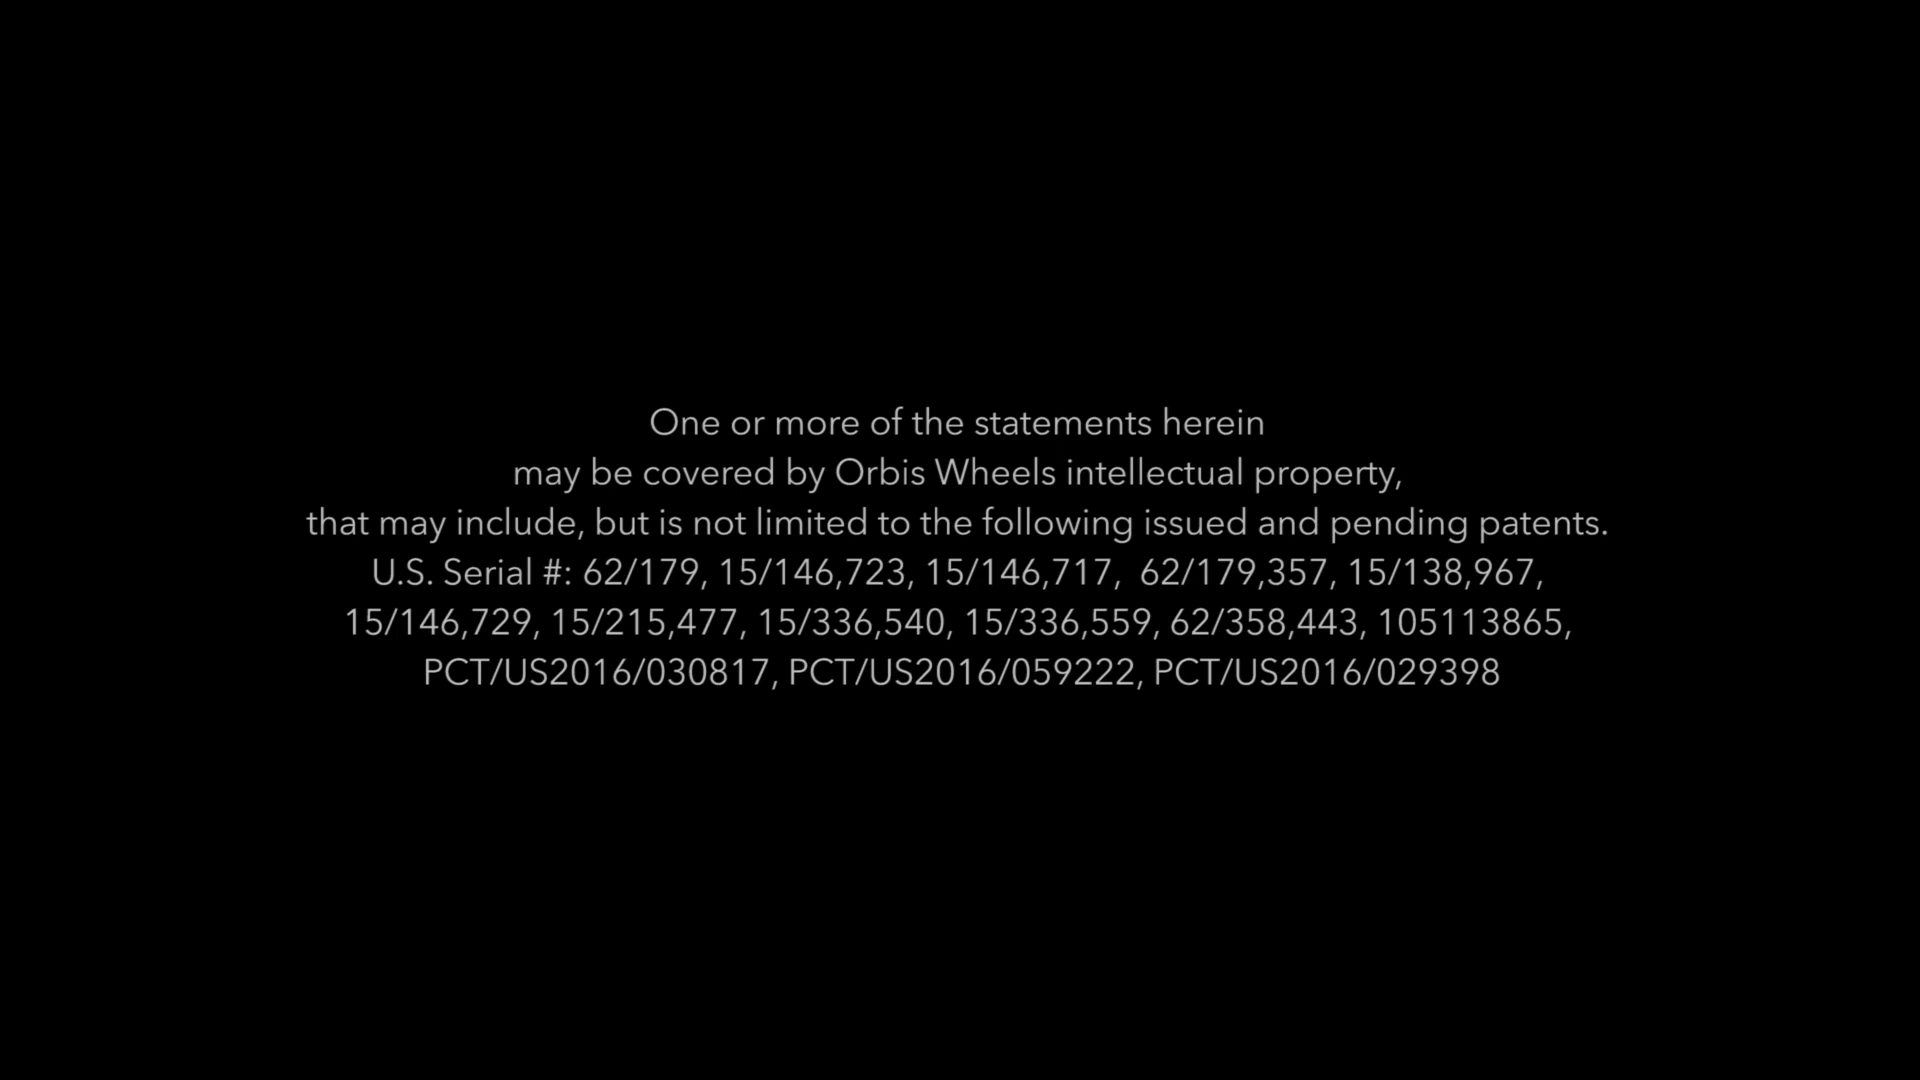 One or more of the statements herein
may be covered by Orbis Wheels intellectual property,
that may include, but is not limited to the following issued and pending patents.
U.S. Serial #: 62/179, 15/146,723, 15/146,717,  62/179,357, 15/138,967,
15/146,729, 15/215,477, 15/336,540, 15/336,559, 62/358,443, 105113865,
PCT/US2016/030817, PCT/US2016/059222, PCT/US2016/029398